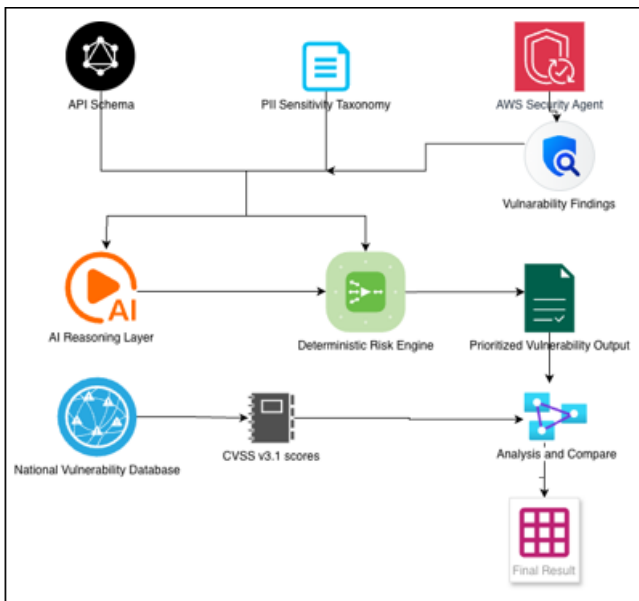 API Schema
PII Sensitivity Taxonomy
AWS Security Agent
Vulnarability Findings
AI
AI Reasoning Layer
Deterministic Risk Engine
Prioritized Vulnerability Output
National Vulnerability Database
CVSS v3.1 scores
Analysis and Compare
Final Result